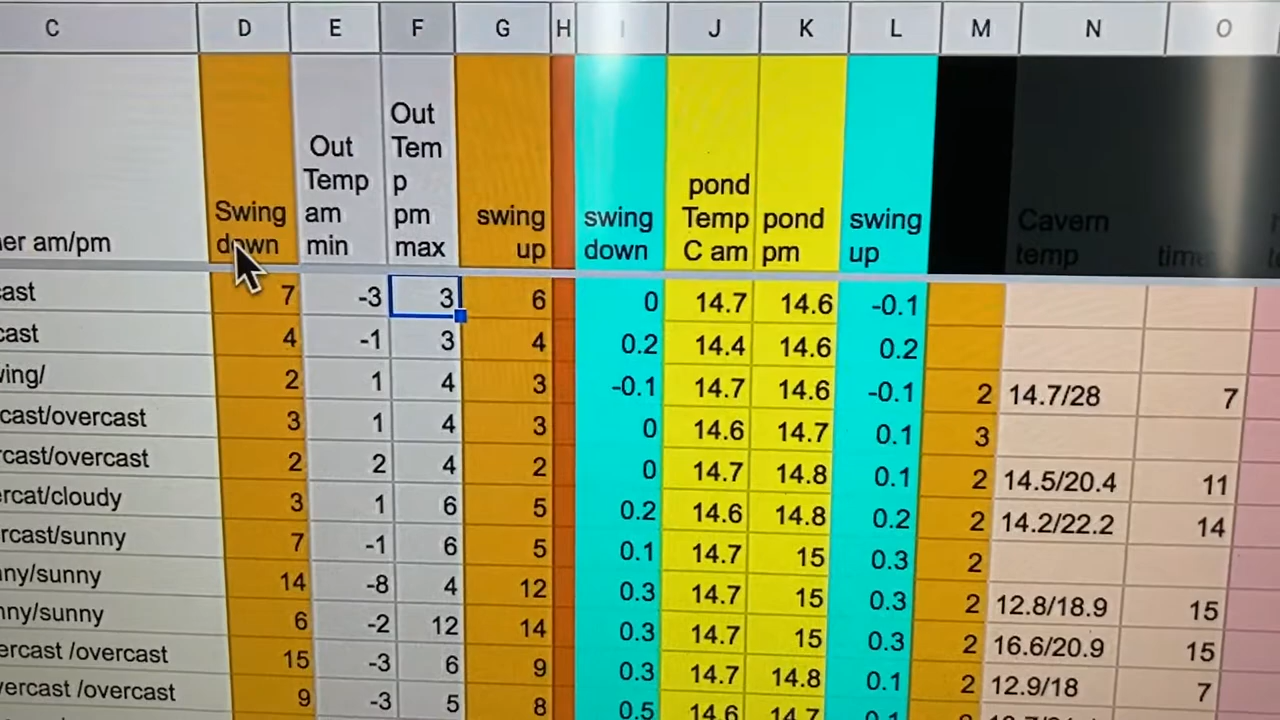 C D E F G H I J K L M N O
ner am/pm Swing down Out Temp am min Out Tem p pm max swing up swing down pond Temp C am pond pm swing up Cavern temp time
cast 7 -3 3 6 0 14.7 14.6 -0.1
cast 4 -1 3 4 0.2 14.4 14.6 0.2
wing/ 2 1 4 3 -0.1 14.7 14.6 -0.1 2 14.7/28 7
cast/overcast 3 1 4 3 0 14.6 14.7 0.1 3
rcast/overcast 2 2 4 2 0 14.7 14.8 0.1 2 14.5/20.4 11
ercat/cloudy 3 1 6 5 0.2 14.6 14.8 0.2 2 14.2/22.2 14
rcast/sunny 7 -1 6 5 0.1 14.7 15 0.3 2
nny/sunny 14 -8 4 12 0.3 14.7 15 0.3 2 12.8/18.9 15
nny/sunny 6 -2 12 14 0.3 14.7 15 0.3 2 16.6/20.9 15
ercast /overcast 15 -3 6 9 0.3 14.7 14.8 0.1 2 12.9/18 7
vercast /overcast 9 -3 5 8 0.5 14.6 14.7